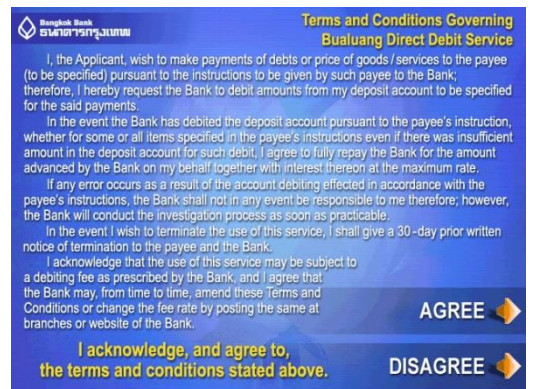 Bangkok Bank
ธนาคารกรุงเทพ
Terms and Conditions Governing
Bualuang Direct Debit Service
I, the Applicant, wish to make payments of debts or price of goods / services to the payee
(to be specified) pursuant to the instructions to be given by such payee to the Bank;
therefore, I hereby request the Bank to debit amounts from my deposit account to be specified
for the said payments.
In the event the Bank has debited the deposit account pursuant to the payee's instruction,
whether for some or all items specified in the payee's instructions even if there was insufficient
amount in the deposit account for such debit, I agree to fully repay the Bank for the amount
advanced by the Bank on my behalf together with interest thereon at the maximum rate.
If any error occurs as a result of the account debiting effected in accordance with the
payee's instructions, the Bank shall not in any event be responsible to me therefore; however,
the Bank will conduct the investigation process as soon as practicable.
In the event I wish to terminate the use of this service, I shall give a 30 -day prior written
notice of termination to the payee and the Bank.
I acknowledge that the use of this service may be subject to
a debiting fee as prescribed by the Bank, and I agree that
the Bank may, from time to time, amend these Terms and
Conditions or change the fee rate by posting the same at
branches or website of the Bank.
AGREE
I acknowledge, and agree to,
the terms and conditions stated above.
DISAGREE